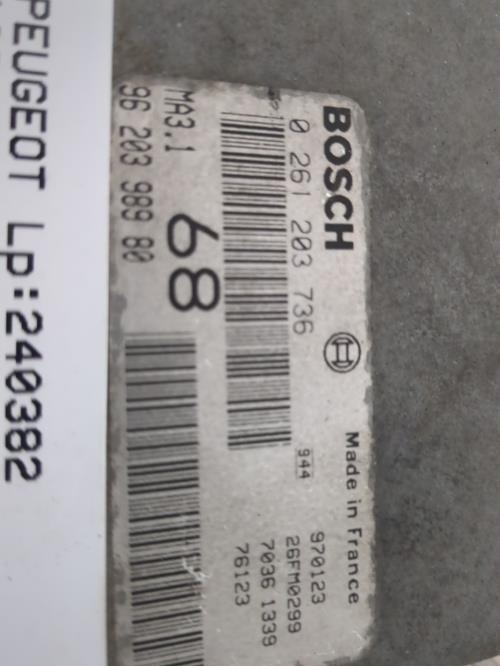 PEUGEOT Lp:240382
BOSCH
Made in France
0 261 203 736
944
970123
26FM0299
7036 1339
76123
MA3.1
68
96 203 989 80